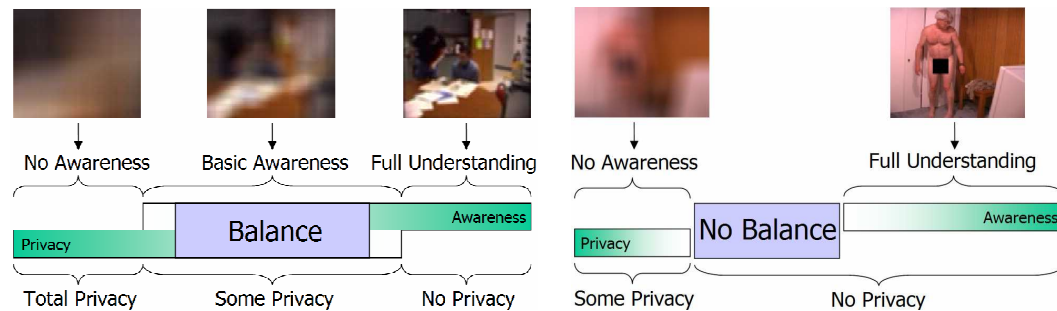 No Awareness
Basic Awareness
Full Understanding
Awareness
Privacy
Balance
Total Privacy
Some Privacy
No Privacy
No Awareness
Full Understanding
Awareness
Privacy
No Balance
Some Privacy
No Privacy